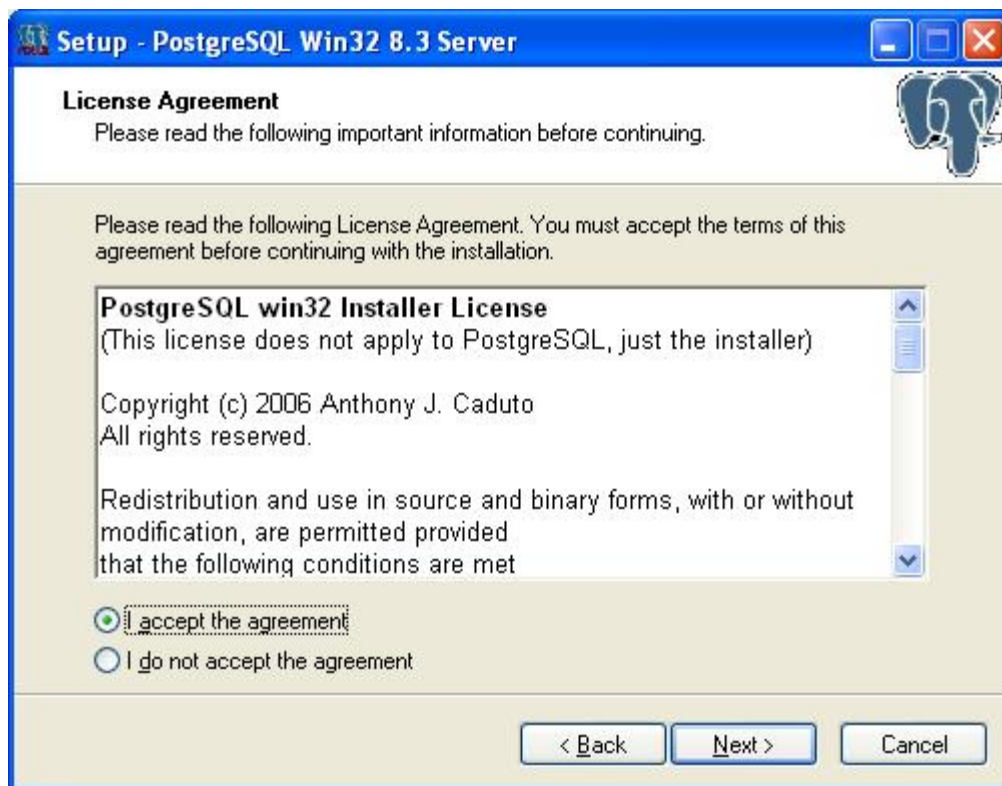 Setup - PostgreSQL Win32 8.3 Server
License Agreement
Please read the following important information before continuing.
Please read the following License Agreement. You must accept the terms of this
agreement before continuing with the installation.
PostgreSQL win32 Installer License
(This license does not apply to PostgreSQL, just the installer)
Copyright (c) 2006 Anthony J. Caduto
All rights reserved.
Redistribution and use in source and binary forms, with or without
modification, are permitted provided
that the following conditions are met
I accept the agreement
I do not accept the agreement
< Back
Next >
Cancel